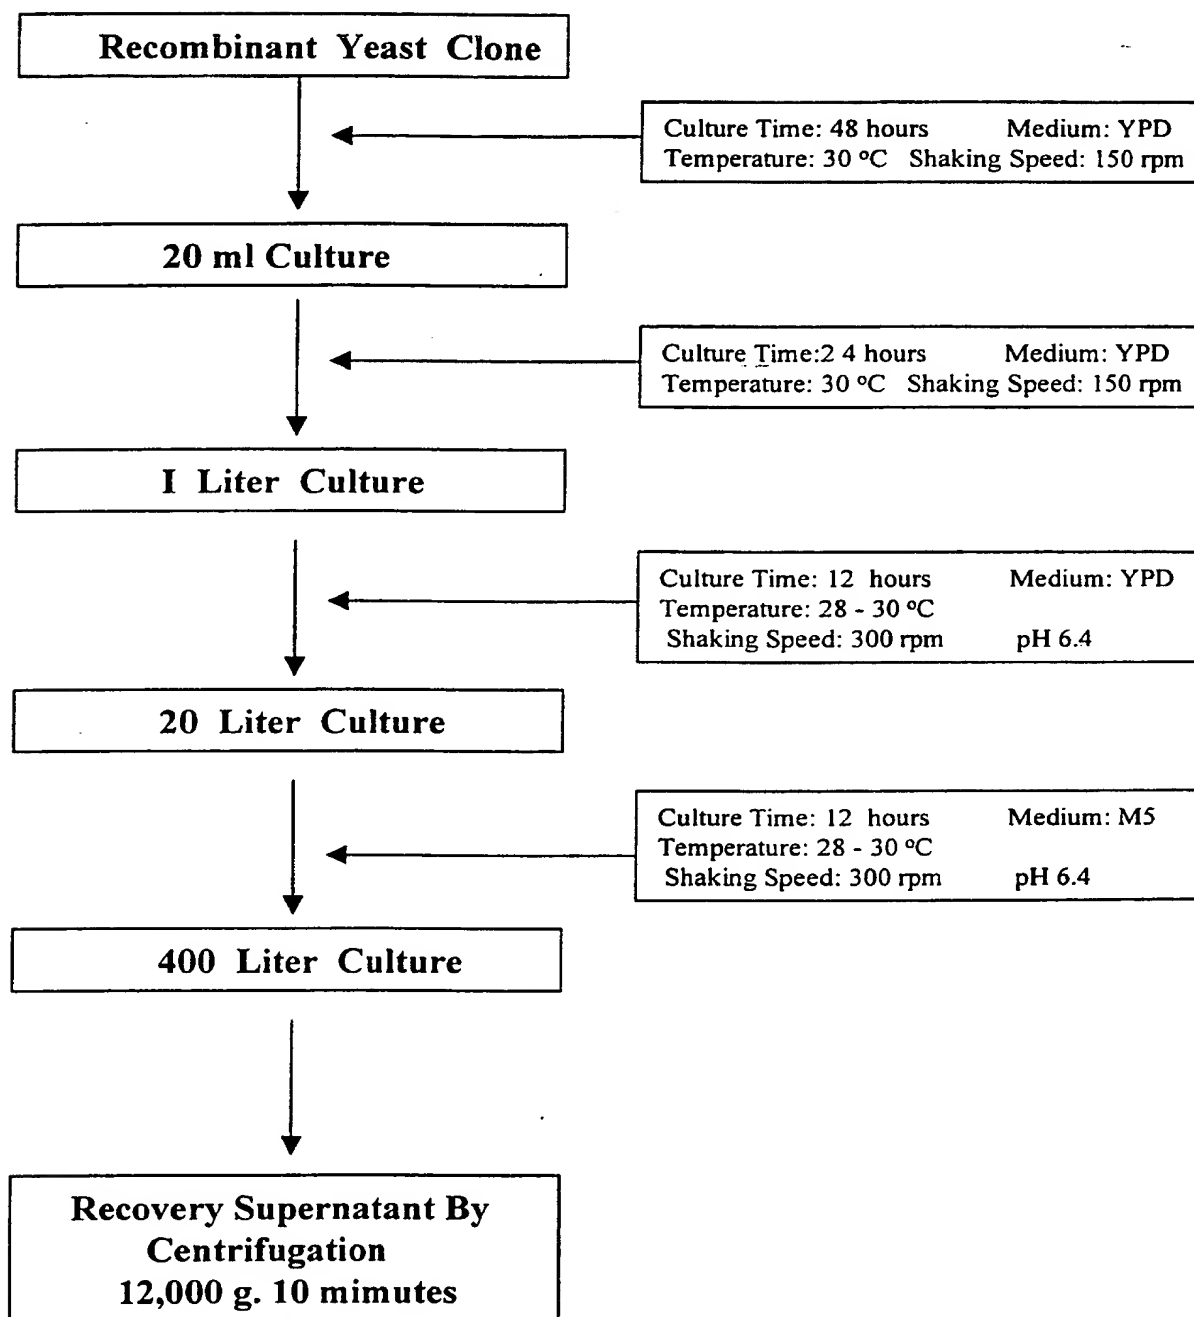 Recombinant Yeast Clone
Culture Time: 48 hours Medium: YPD
Temperature: 30 ºC Shaking Speed: 150 rpm
20 ml Culture
Culture Time:2 4 hours Medium: YPD
Temperature: 30 ºC Shaking Speed: 150 rpm
I Liter Culture
Culture Time: 12 hours Medium: YPD
Temperature: 28 - 30 ºC
Shaking Speed: 300 rpm pH 6.4
20 Liter Culture
Culture Time: 12 hours Medium: M5
Temperature: 28 - 30 ºC
Shaking Speed: 300 rpm pH 6.4
400 Liter Culture
Recovery Supernatant By
Centrifugation
12,000 g. 10 mimutes